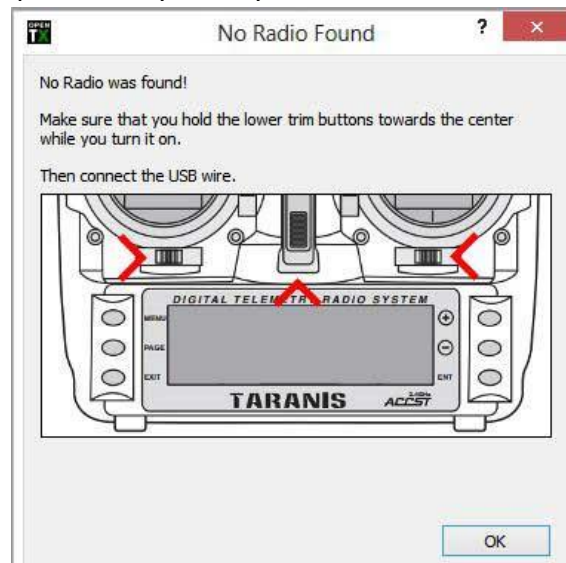 OPEN
TX
No Radio Found
?
×
No Radio was found!
Make sure that you hold the lower trim buttons towards the center
while you turn it on.
Then connect the USB wire.
DIGITAL TELEMETRY RADIO SYSTEM
MENU
PAGE
EXIT
+
−
ENT
TARANIS
2.4GHz
ACCST
OK